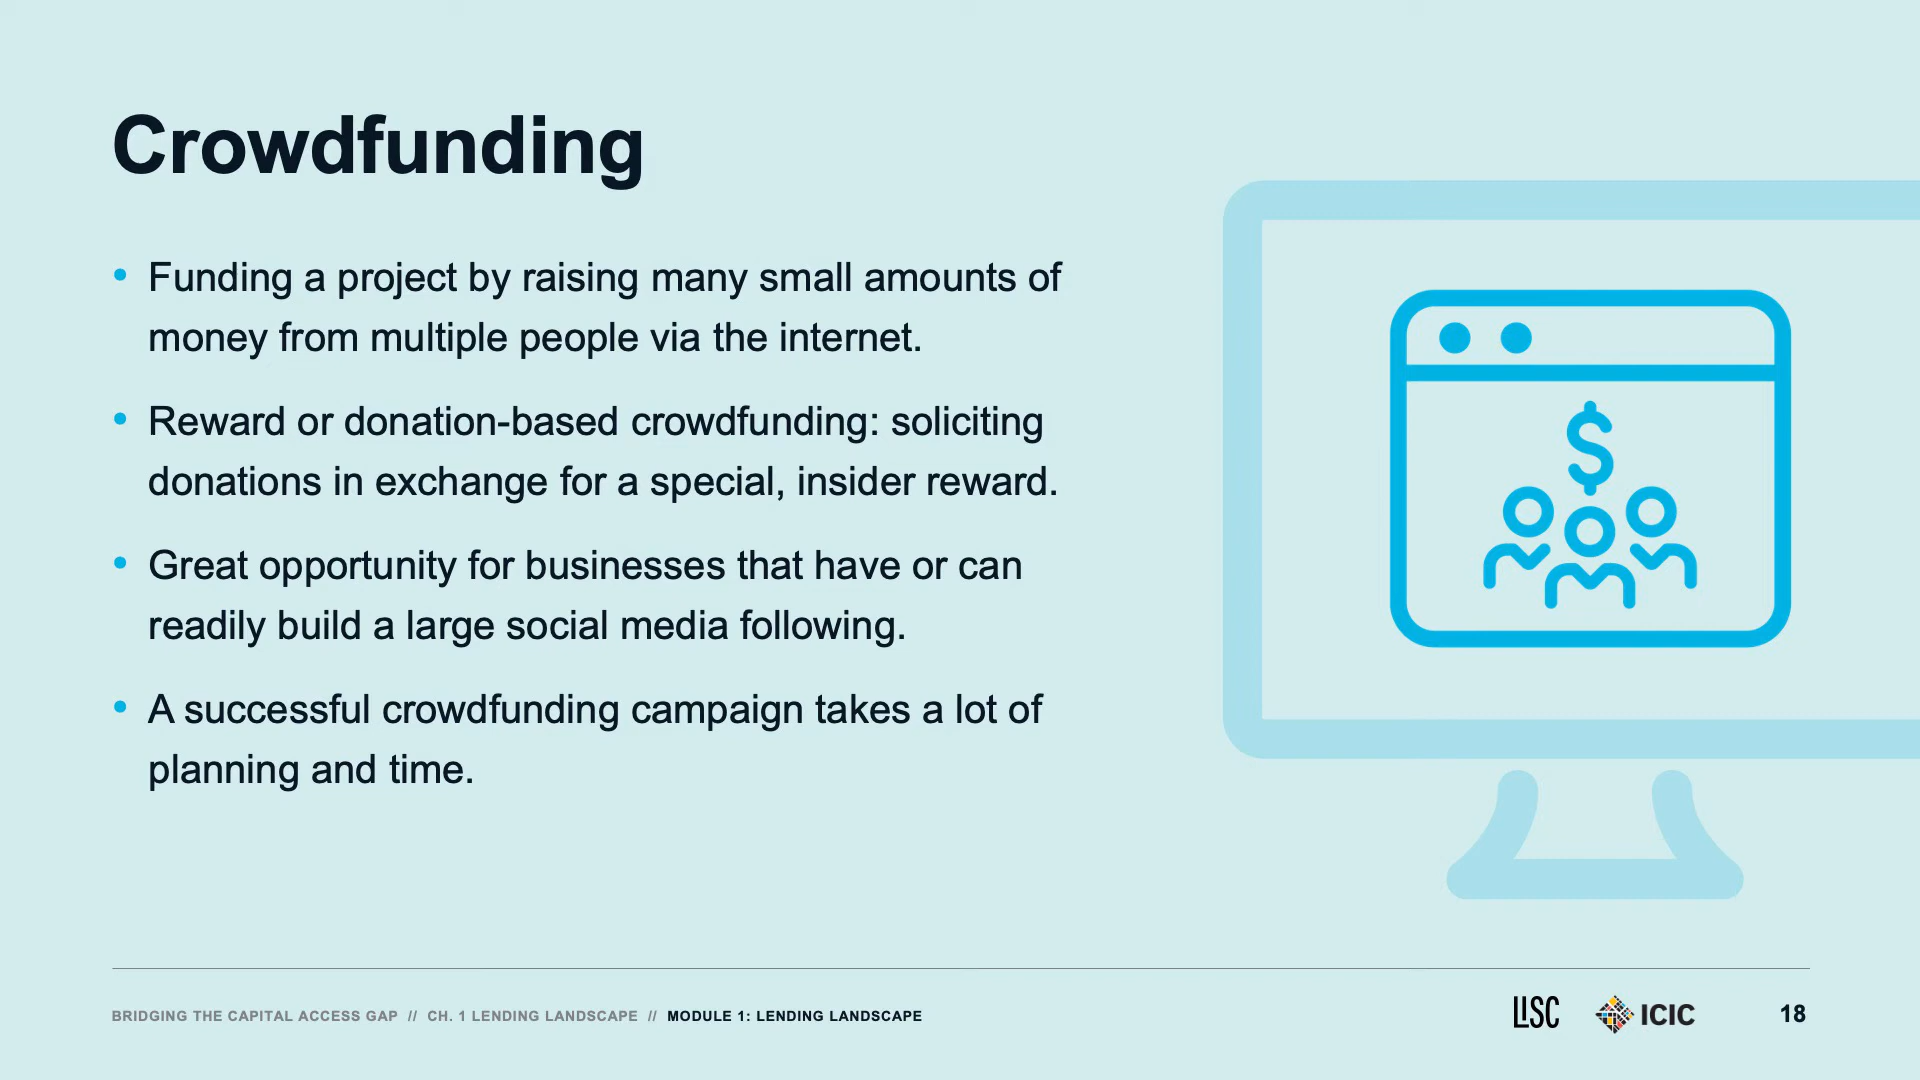 Crowdfunding
• Funding a project by raising many small amounts of
money from multiple people via the internet.
• Reward or donation-based crowdfunding: soliciting
donations in exchange for a special, insider reward.
• Great opportunity for businesses that have or can
readily build a large social media following.
• A successful crowdfunding campaign takes a lot of
planning and time.
$
BRIDGING THE CAPITAL ACCESS GAP // CH. 1 LENDING LANDSCAPE // MODULE 1: LENDING LANDSCAPE
LISC ICIC 18